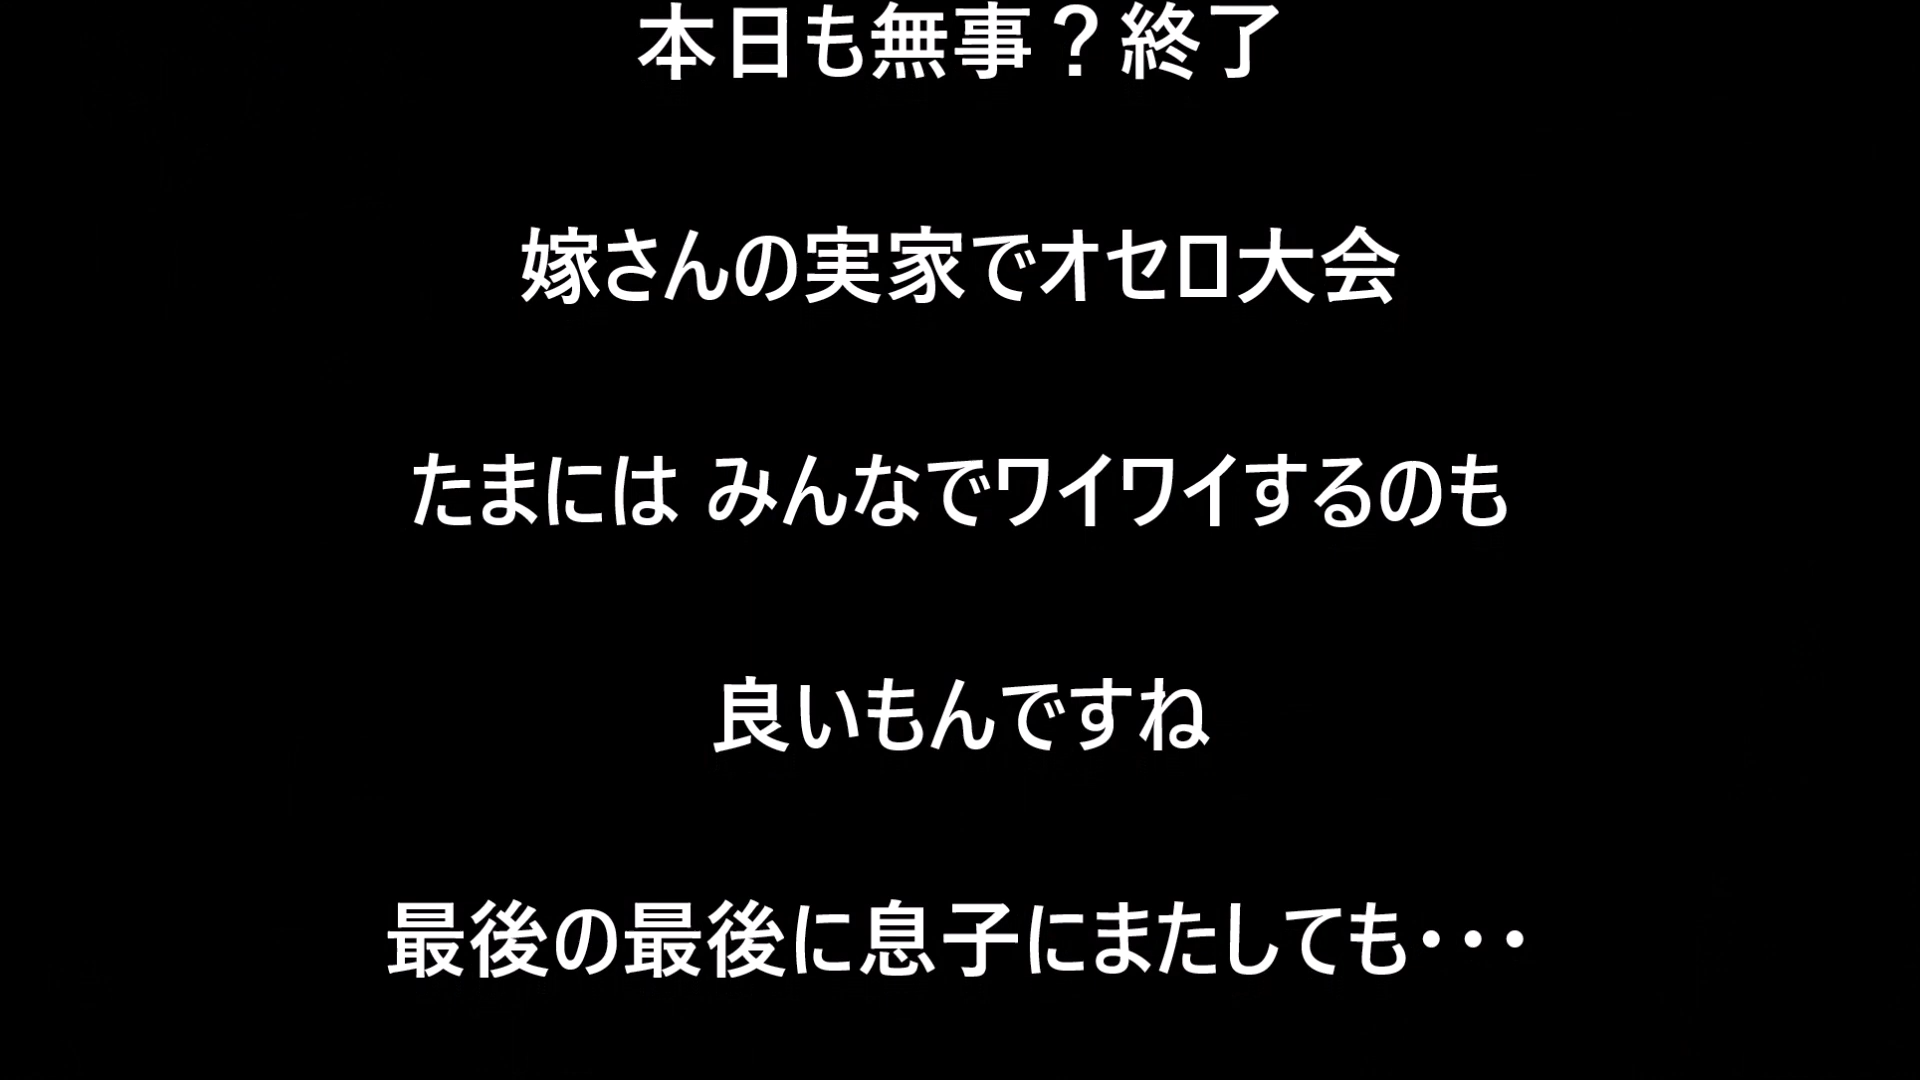 本日も無事？終了
嫁さんの実家でオセロ大会
たまには みんなでワイワイするのも
良いもんですね
最後の最後に息子にまたしても・・・